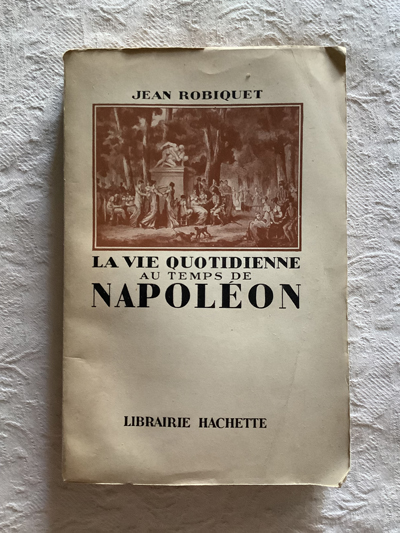 JEAN ROBIQUET
LA VIE QUOTIDIENNE
AU TEMPS DE
NAPOLÉON
LIBRAIRIE HACHETTE